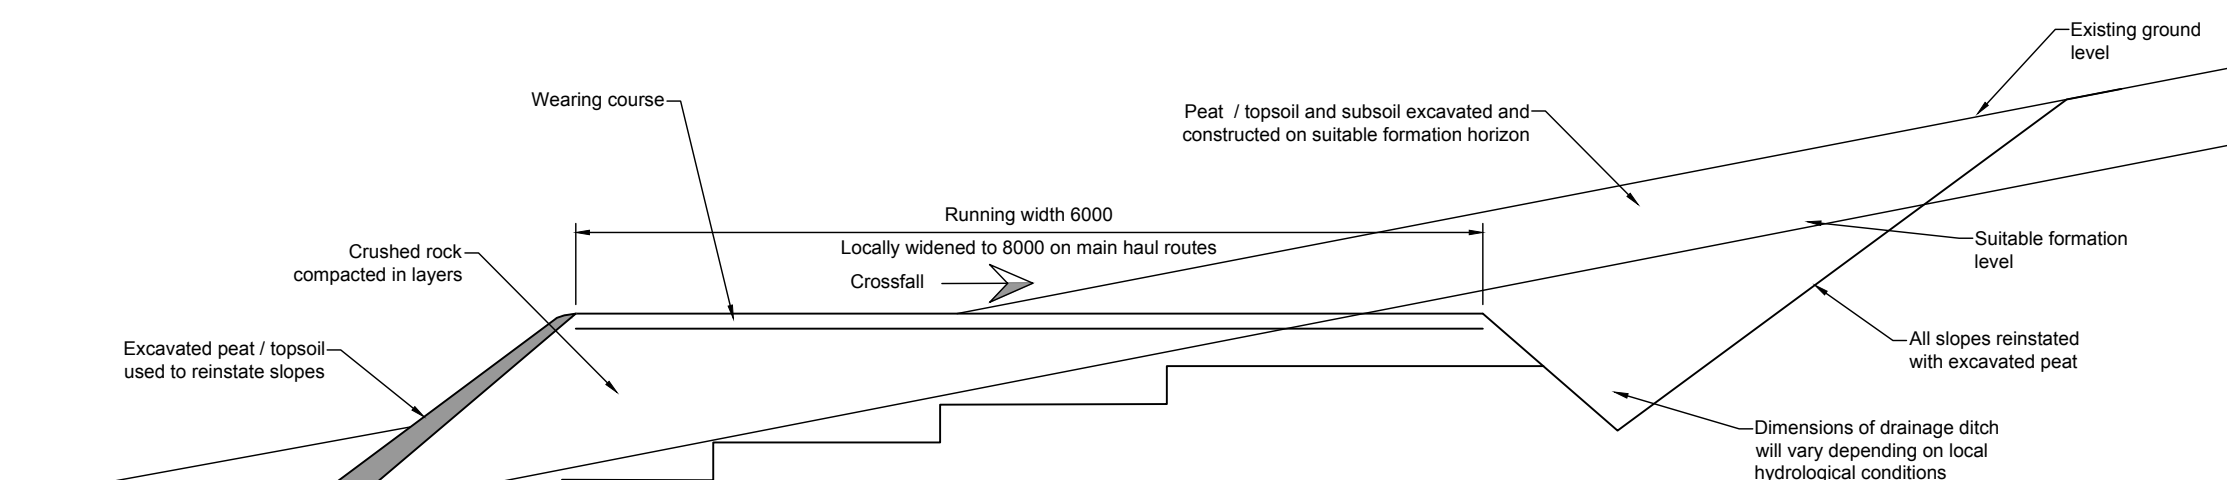 Existing ground
level
Wearing course
Peat / topsoil and subsoil excavated and
constructed on suitable formation horizon
Running width 6000
Locally widened to 8000 on main haul routes
Crossfall
Crushed rock
compacted in layers
Suitable formation
level
Excavated peat / topsoil
used to reinstate slopes
All slopes reinstated
with excavated peat
Dimensions of drainage ditch
will vary depending on local
hydrological conditions